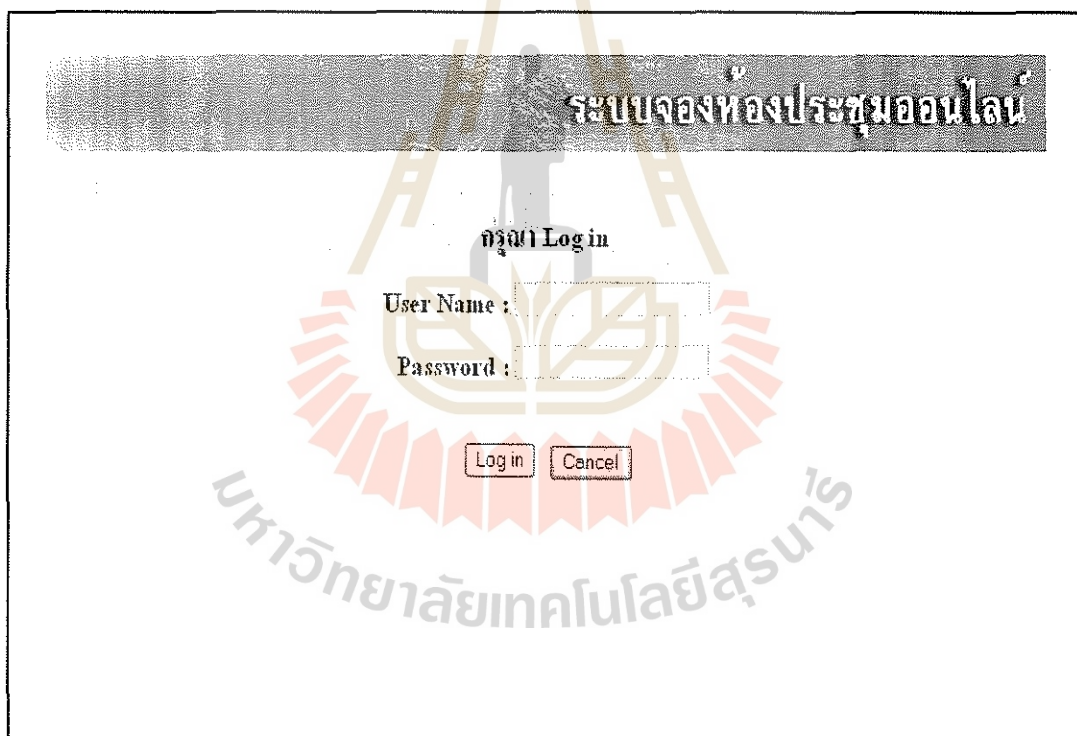 ระบบจองห้องประชุมออนไลน์
กรุณา Log in
User Name :
Password :
Log in Cancel
มหาวิทยาลัยเทคโนโลยีสุรนารี